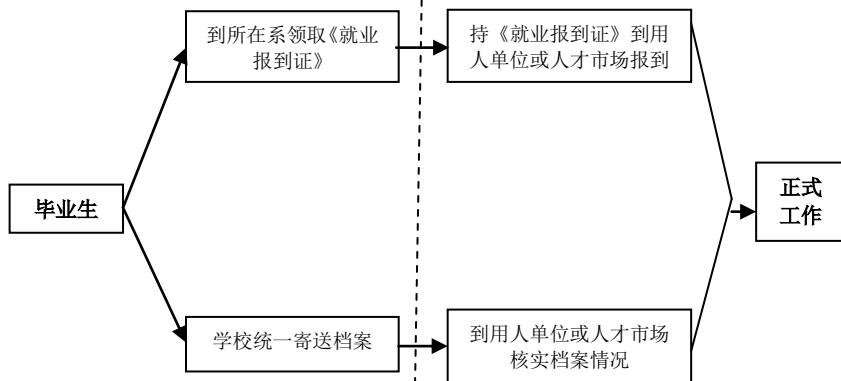 到所在系领取《就业
报到证》
持《就业报到证》到用
人单位或人才市场报到
毕业生
正式
工作
学校统一寄送档案
到用人单位或人才市场
核实档案情况